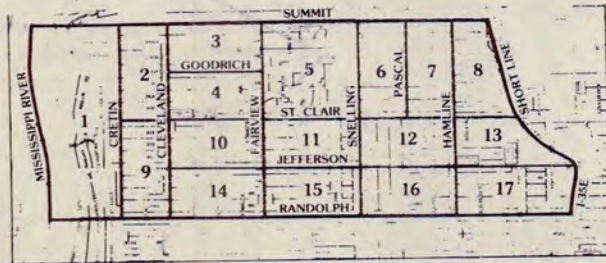 SUMMIT
MISSISSIPPI RIVER
1
CRETIN
2
CLEVELAND
3
GOODRICH
4
FAIRVIEW
5
ST. CLAIR
SNELLING
6
PASCAL
7
HAMLINE
8
SHORT LINE
9
10
11
JEFFERSON
12
13
14
15
RANDOLPH
16
17
I-35E